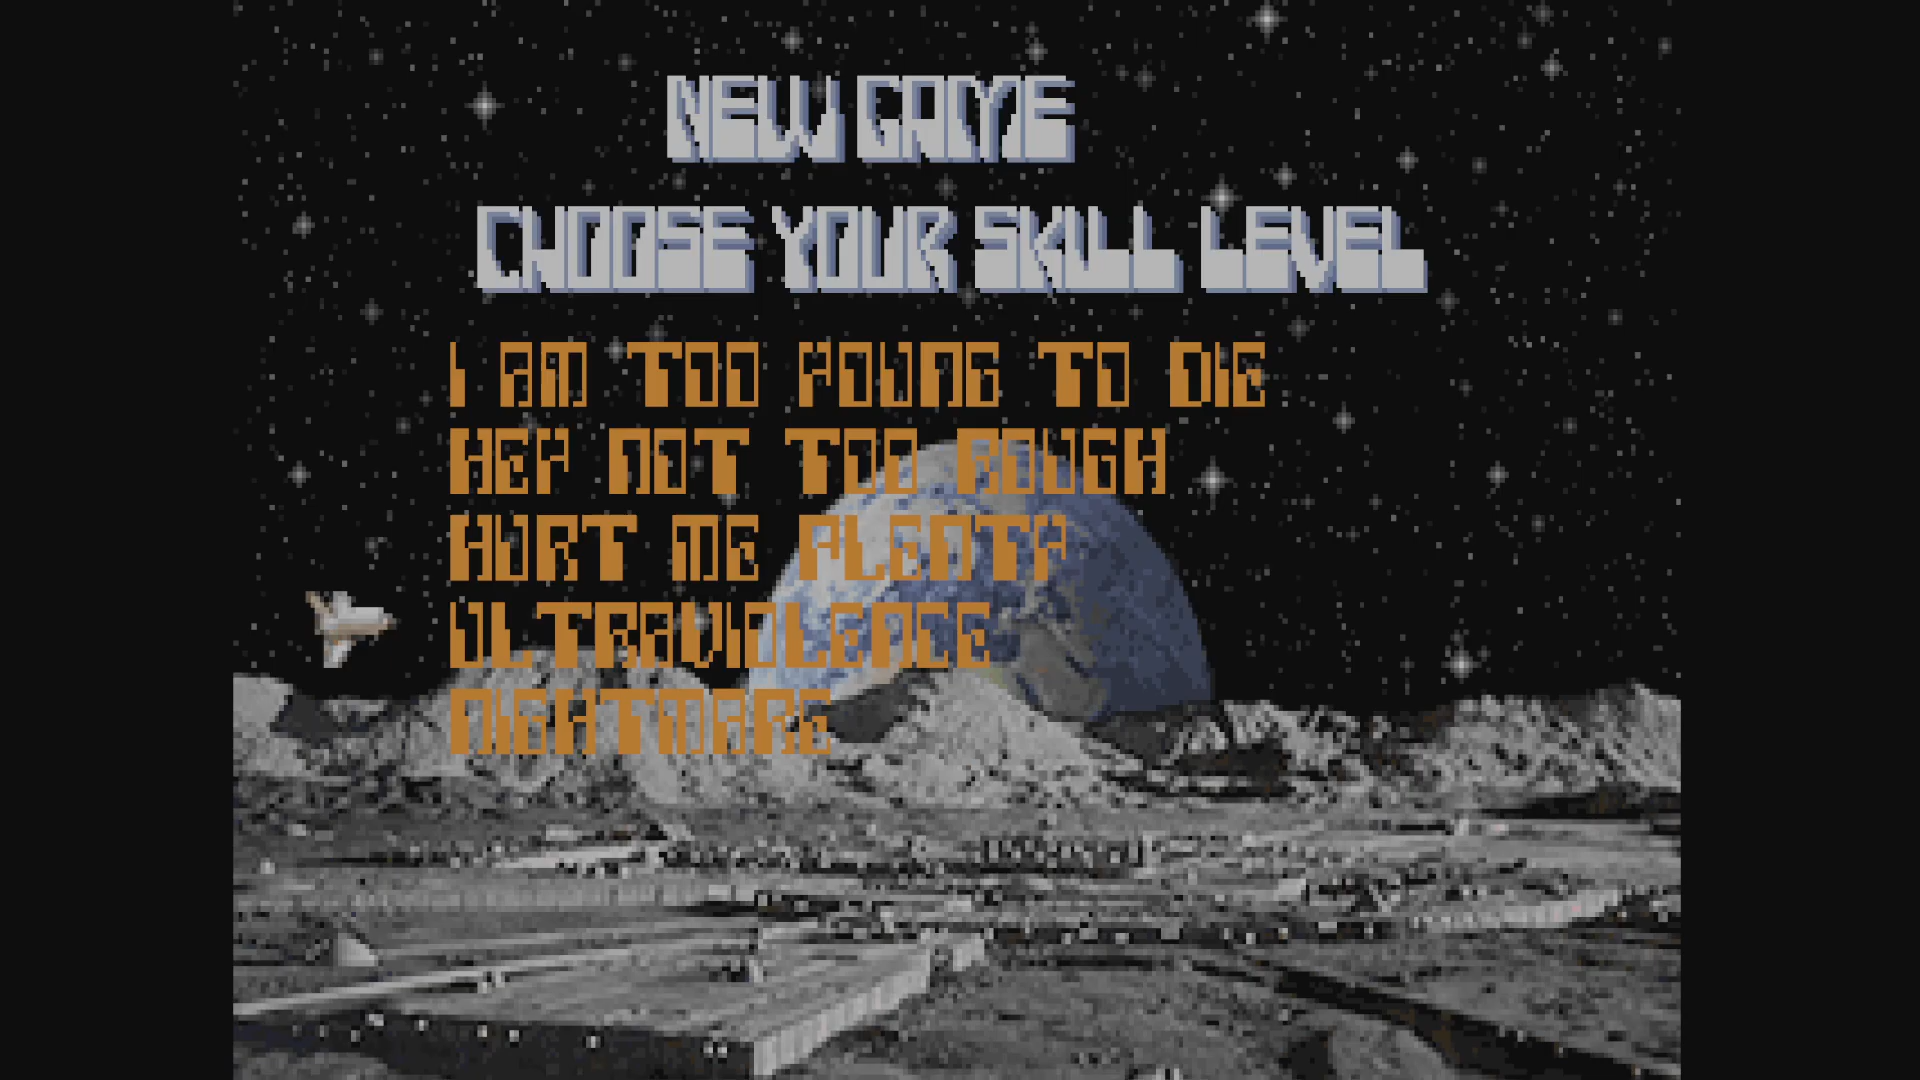 NEW GAME
CHOOSE YOUR SKILL LEVEL
I AM TOO YOUNG TO DIE
HEY NOT TOO ROUGH
HURT ME PLENTY
ULTRAVIOLENCE
NIGHTMARE